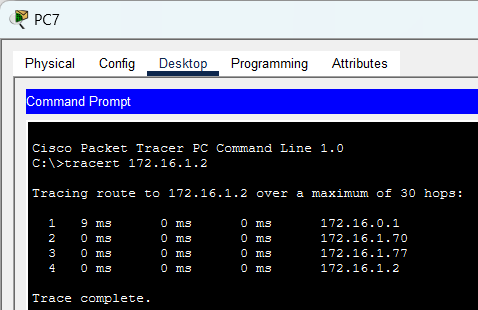 PC7
Physical Config Desktop Programming Attributes
Command Prompt
Cisco Packet Tracer PC Command Line 1.0
C:\>tracert 172.16.1.2
Tracing route to 172.16.1.2 over a maximum of 30 hops:
1 9 ms 0 ms 0 ms 172.16.0.1
2 0 ms 0 ms 0 ms 172.16.1.70
3 0 ms 0 ms 0 ms 172.16.1.77
4 0 ms 0 ms 0 ms 172.16.1.2
Trace complete.